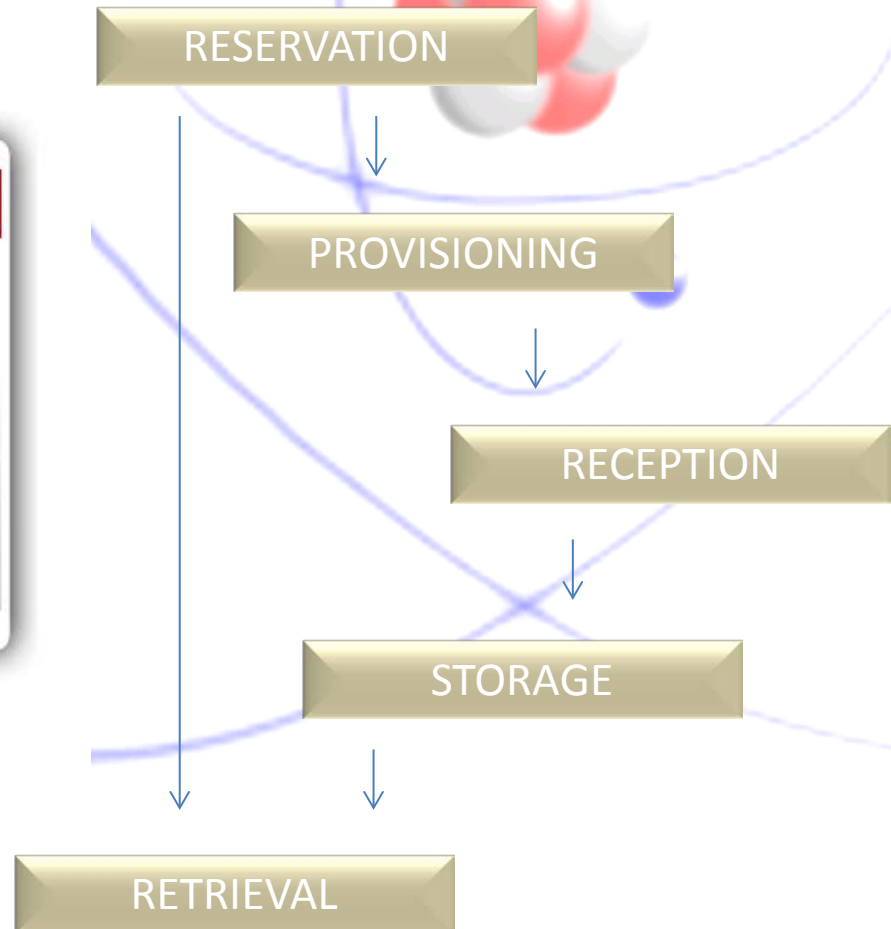 RESERVATION
PROVISIONING
RECEPTION
STORAGE
RETRIEVAL